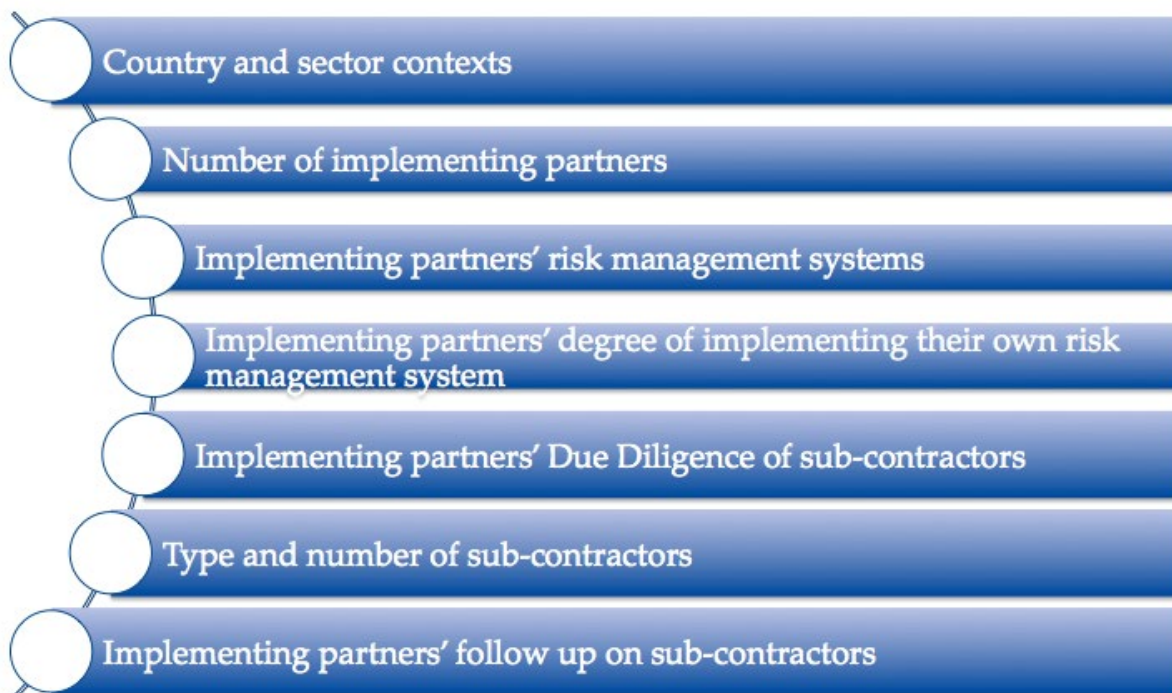 Country and sector contexts
Number of implementing partners
Implementing partners’ risk management systems
Implementing partners’ degree of implementing their own risk
management system
Implementing partners’ Due Diligence of sub-contractors
Type and number of sub-contractors
Implementing partners’ follow up on sub-contractors